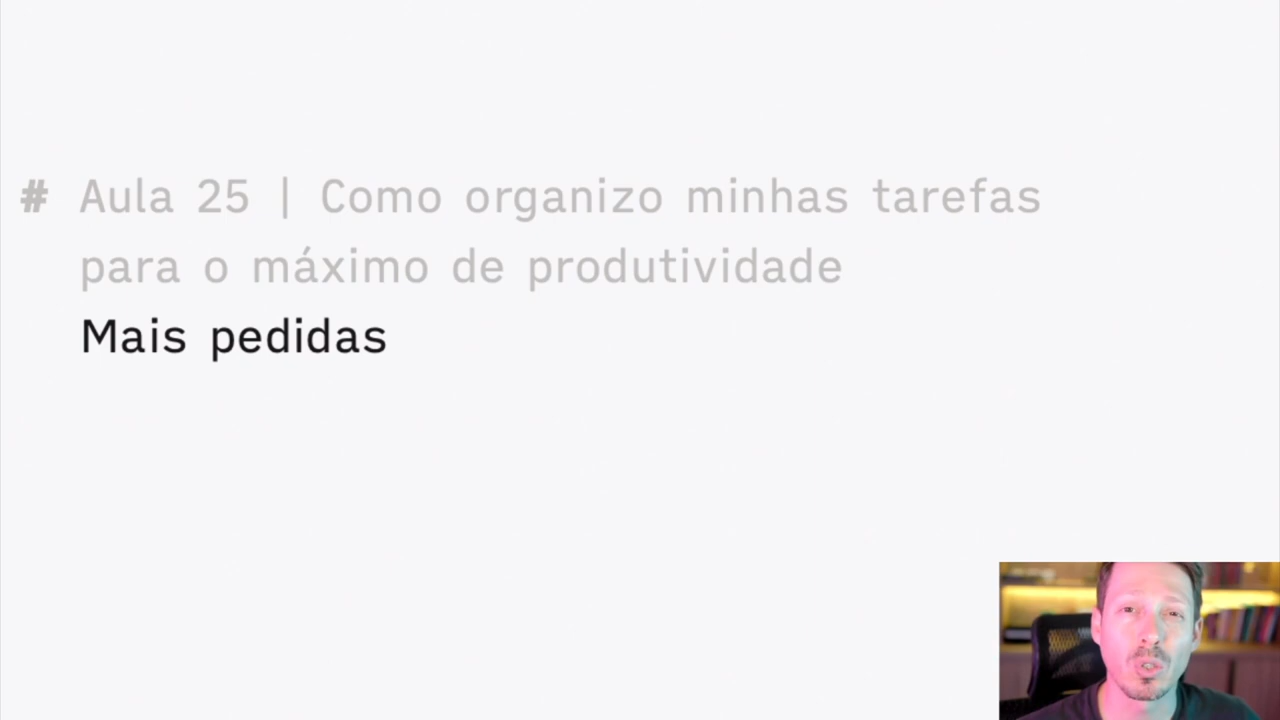 # Aula 25 | Como organizo minhas tarefas
para o máximo de produtividade
Mais pedidas